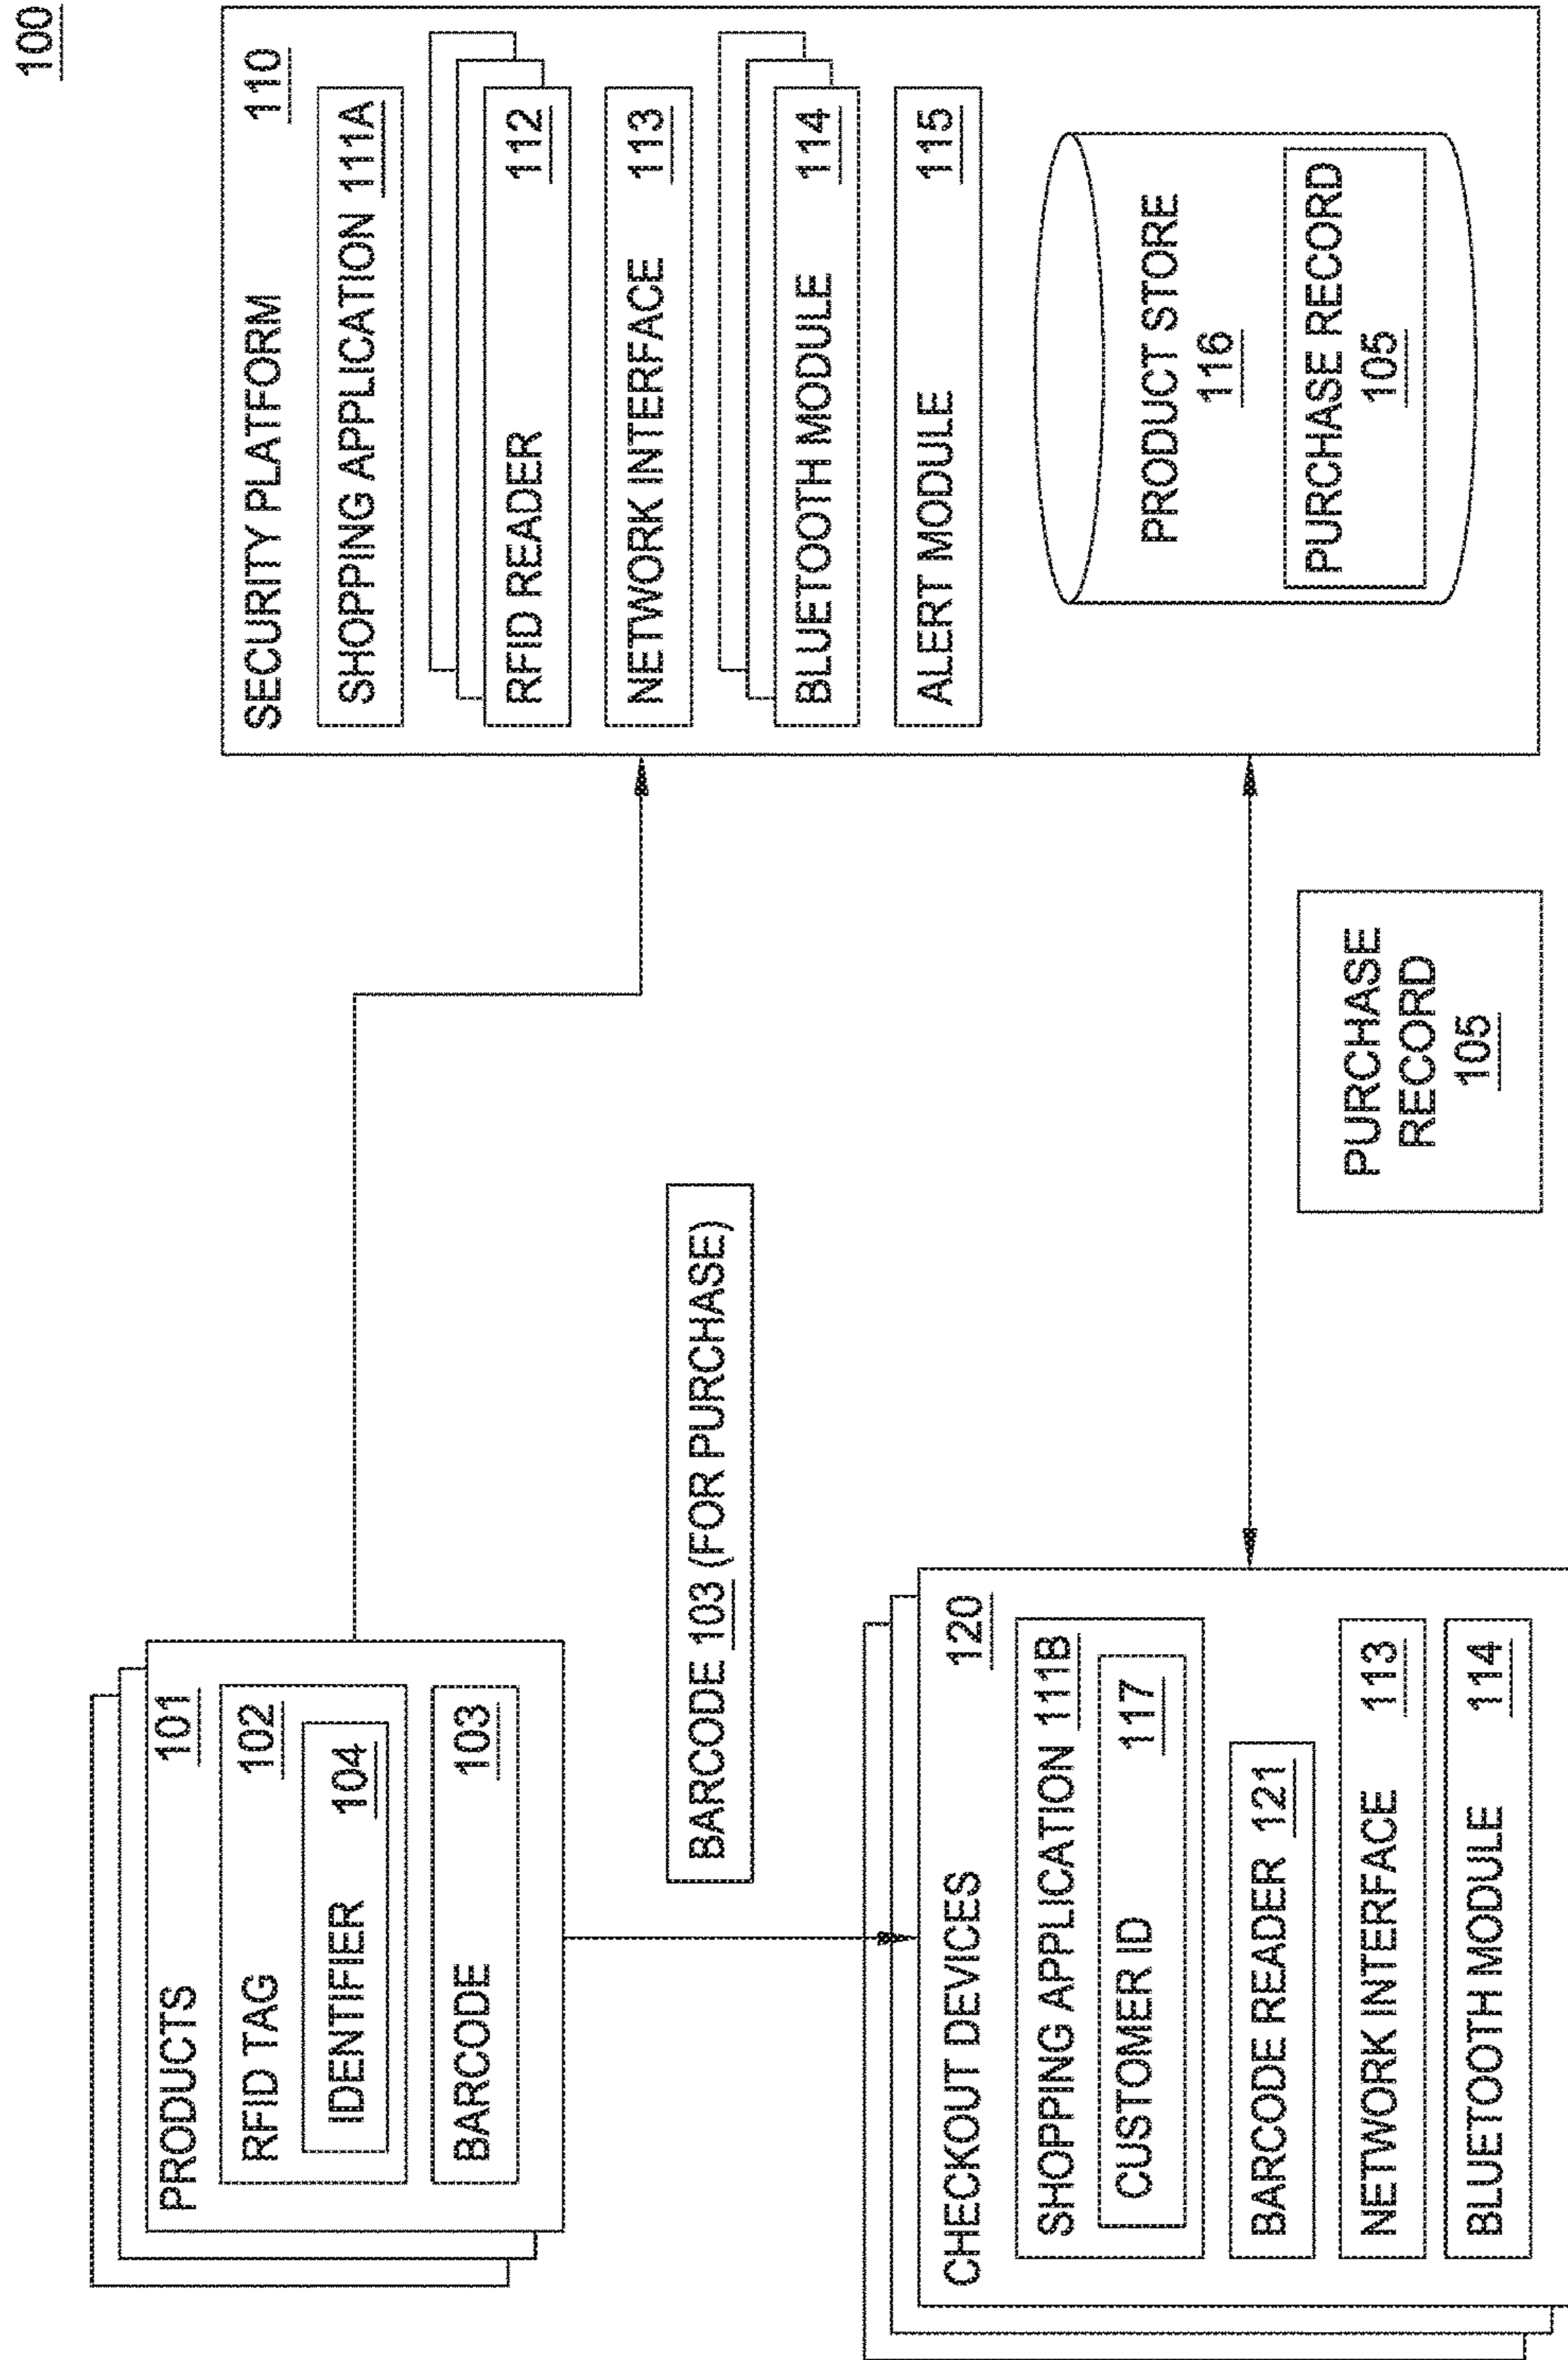 100
PRODUCTS 101
RFID TAG 102
IDENTIFIER 104
BARCODE 103
BARCODE 103 (FOR PURCHASE)
CHECKOUT DEVICES 120
SHOPPING APPLICATION 111B
CUSTOMER ID 117
BARCODE READER 121
NETWORK INTERFACE 113
BLUETOOTH MODULE 114
PURCHASE
RECORD
105
SECURITY PLATFORM 110
SHOPPING APPLICATION 111A
RFID READER 112
NETWORK INTERFACE 113
BLUETOOTH MODULE 114
ALERT MODULE 115
PRODUCT STORE
116
PURCHASE RECORD
105